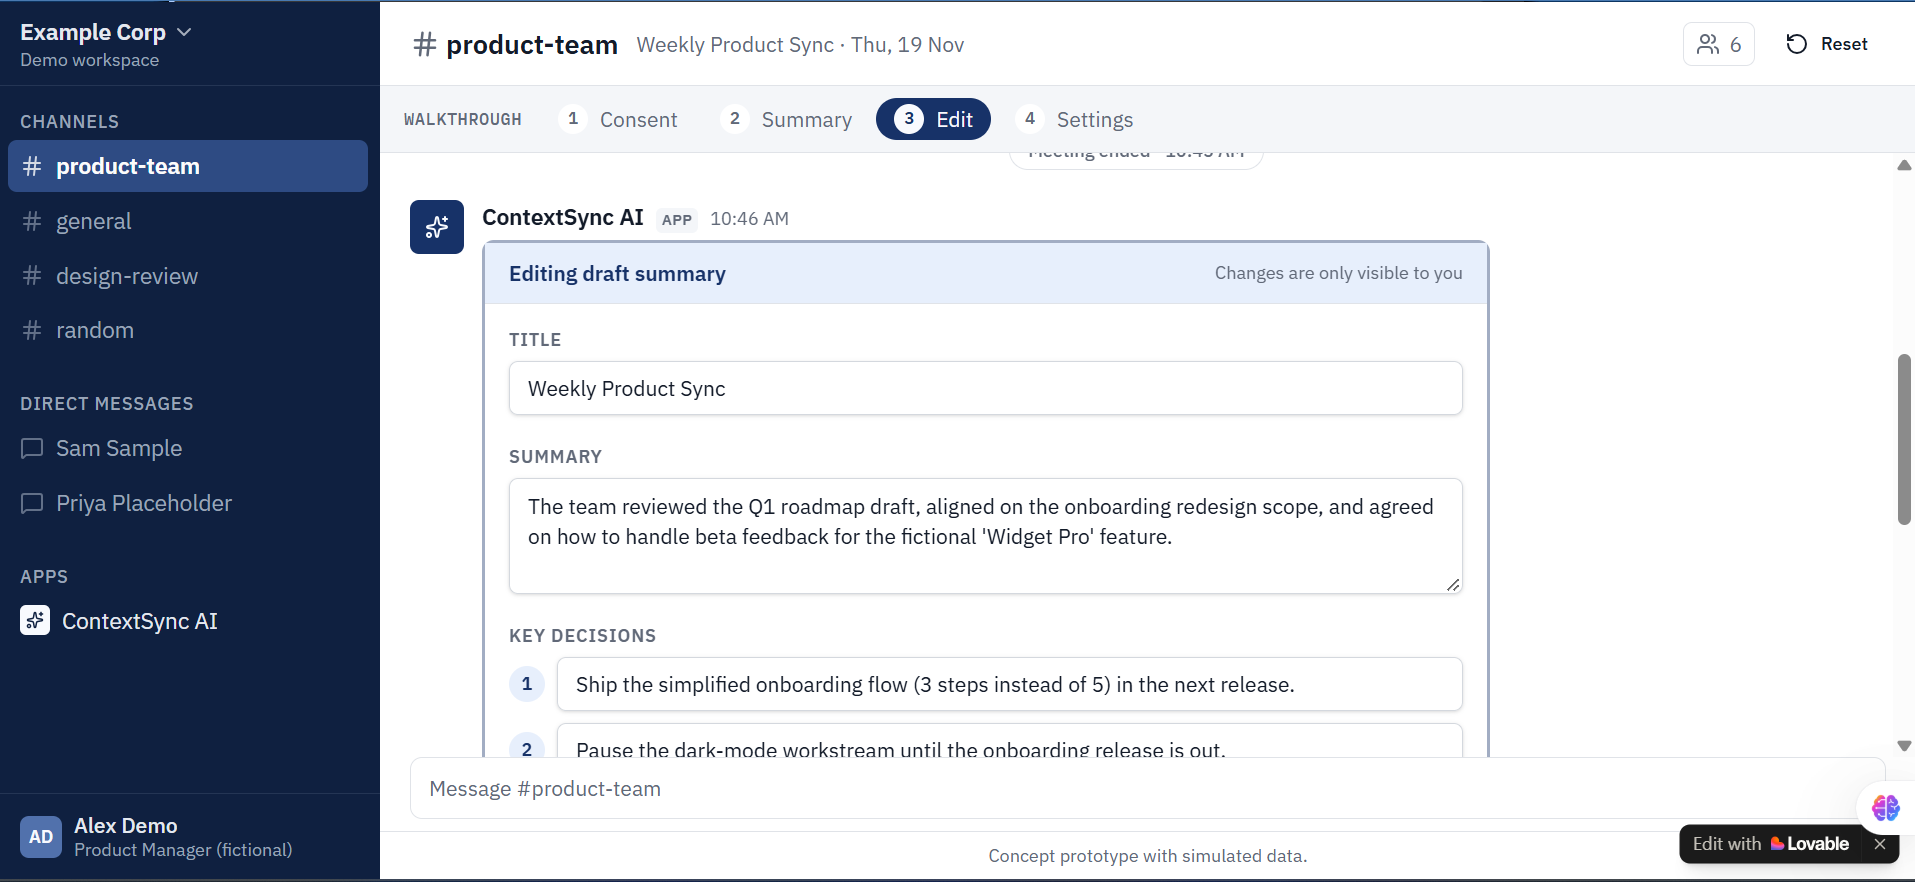 Example Corp
Demo workspace
CHANNELS
# product-team
# general
# design-review
# random
DIRECT MESSAGES
Sam Sample
Priya Placeholder
APPS
ContextSync AI
AD
Alex Demo
Product Manager (fictional)
# product-team Weekly Product Sync · Thu, 19 Nov
6
Reset
WALKTHROUGH 1 Consent 2 Summary 3 Edit 4 Settings
Meeting ended · 10:45 AM
ContextSync AI APP 10:46 AM
Editing draft summary
Changes are only visible to you
TITLE
Weekly Product Sync
SUMMARY
The team reviewed the Q1 roadmap draft, aligned on the onboarding redesign scope, and agreed
on how to handle beta feedback for the fictional 'Widget Pro' feature.
KEY DECISIONS
1 Ship the simplified onboarding flow (3 steps instead of 5) in the next release.
2 Pause the dark-mode workstream until the onboarding release is out.
Message #product-team
Concept prototype with simulated data.
Edit with Lovable ×